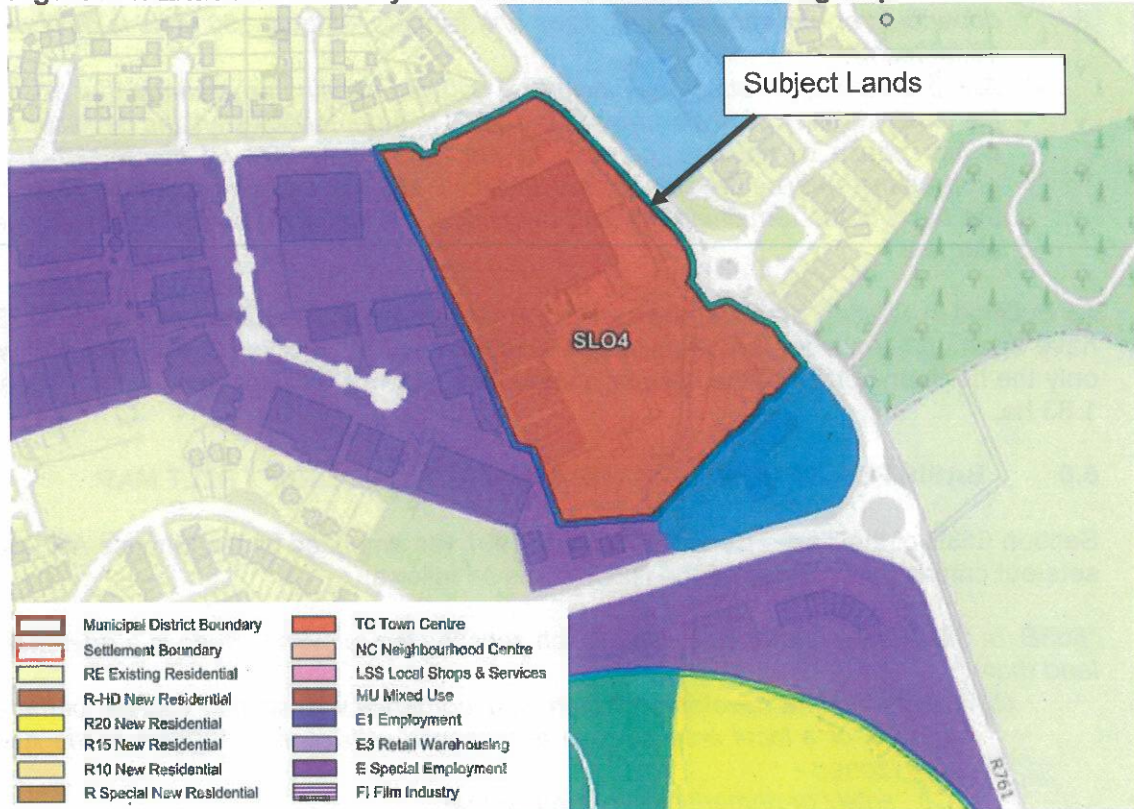 Subject Lands
SLO4
R761
Municipal District Boundary
Settlement Boundary
RE Existing Residential
R-HD New Residential
R20 New Residential
R15 New Residential
R10 New Residential
R Special New Residential
TC Town Centre
NC Neighbourhood Centre
LSS Local Shops & Services
MU Mixed Use
E1 Employment
E3 Retail Warehousing
E Special Employment
FI Film Industry